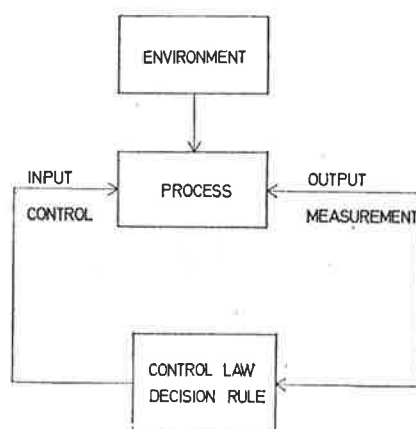 ENVIRONMENT
INPUT
CONTROL
PROCESS
OUTPUT
MEASUREMENT
CONTROL LAW
DECISION RULE